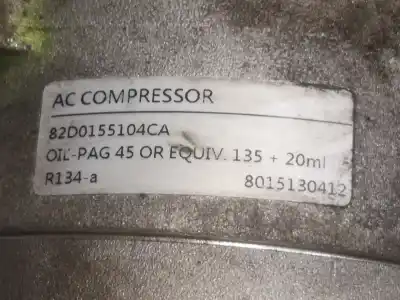 AC COMPRESSOR
82D0155104CA
OIL-PAG 45 OR EQUIV. 135 + 20ml
R134-a 8015130412